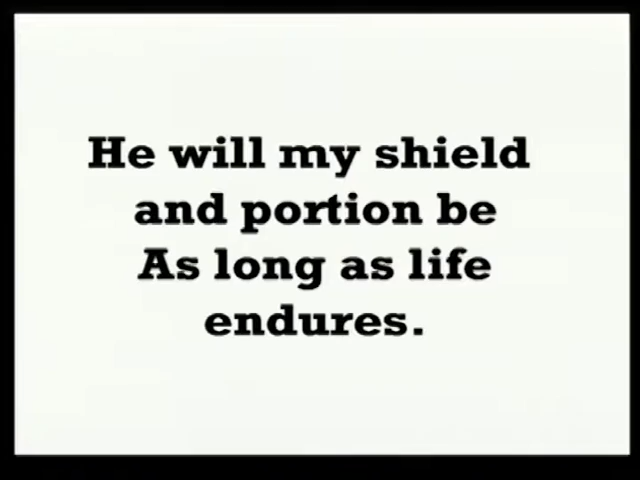 He will my shield
and portion be
As long as life
endures.